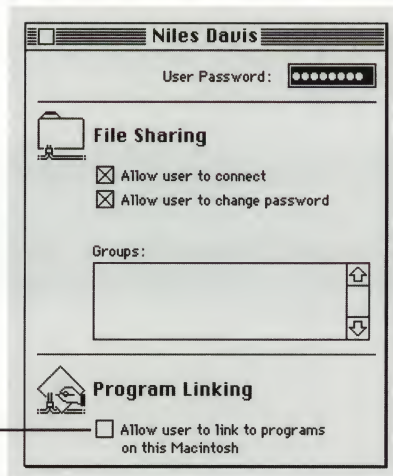 Niles Davis
User Password:
File Sharing
Allow user to connect
Allow user to change password
Groups:
Program Linking
Allow user to link to programs
on this Macintosh